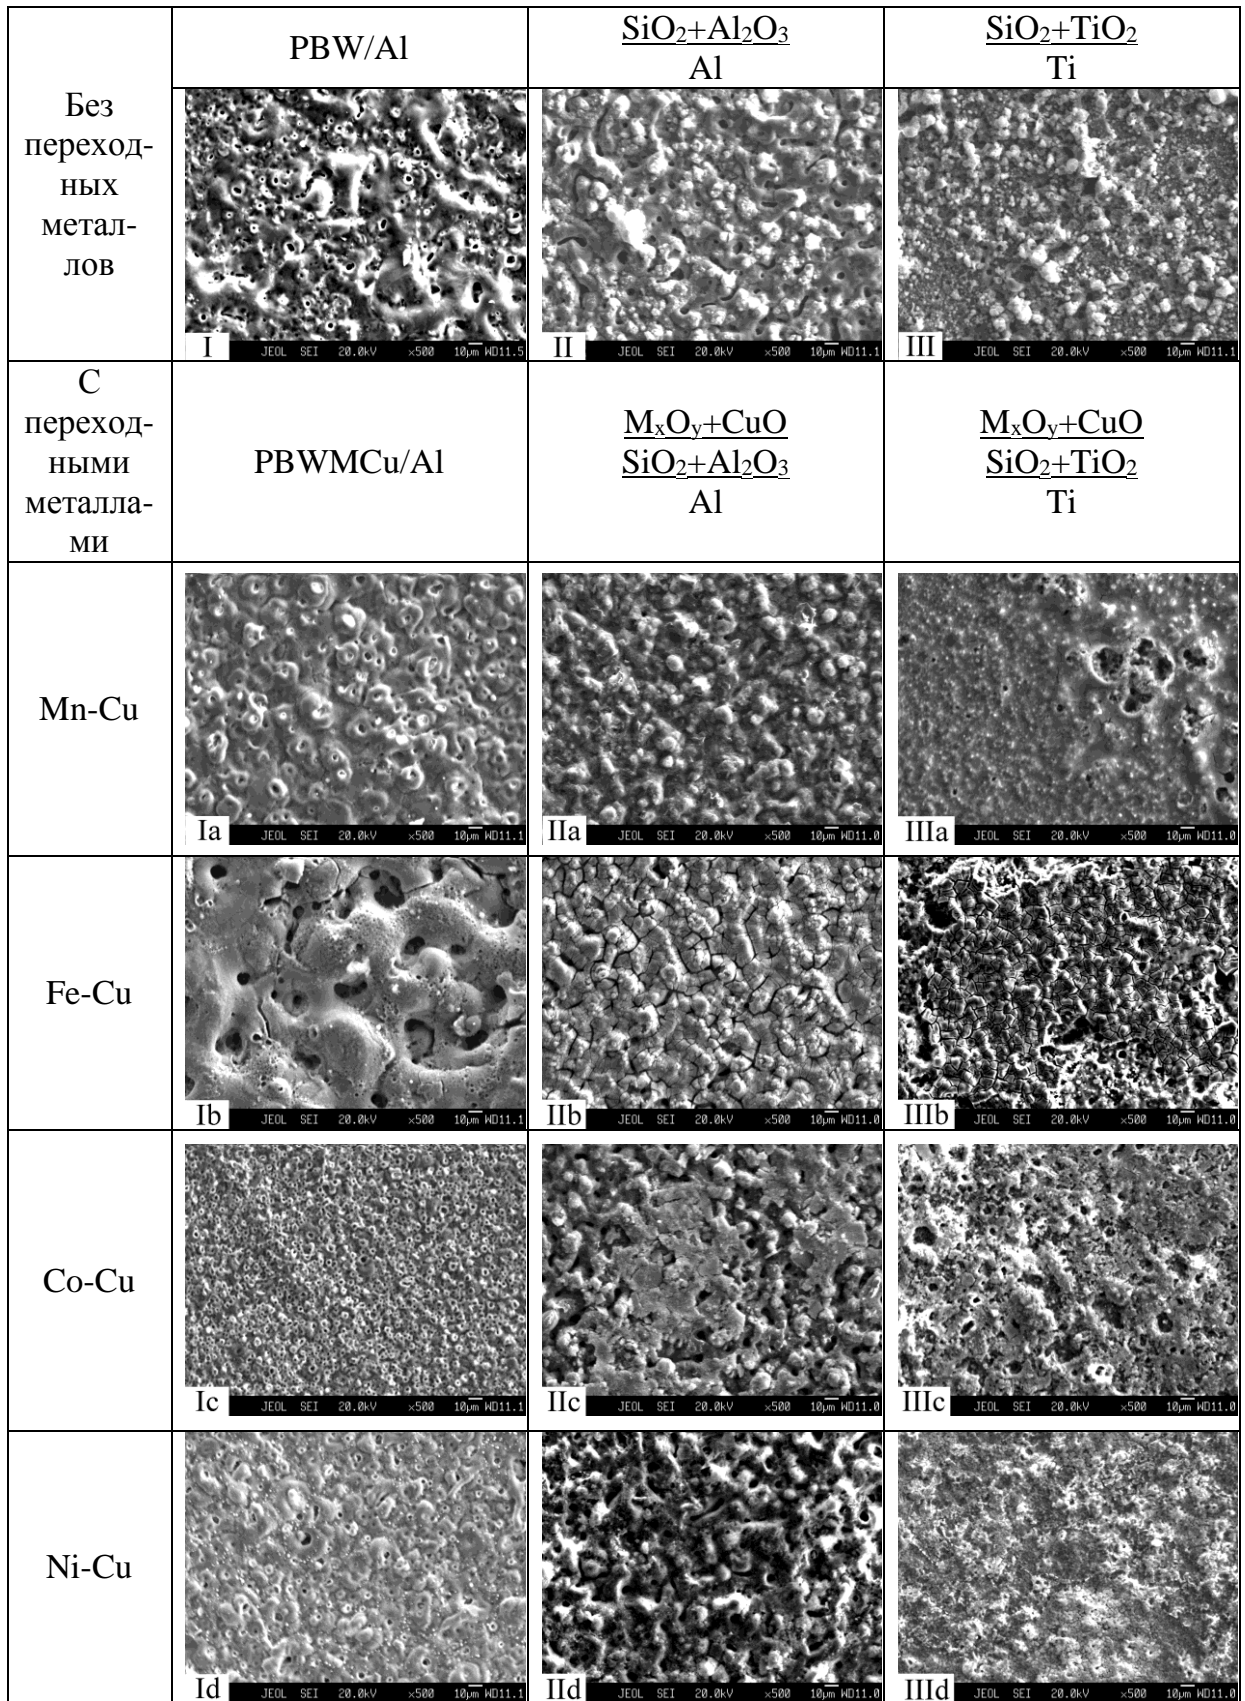 Без
переход-
ных
метал-
лов
PBW/Al
SiO₂+Al₂O₃
Al
SiO₂+TiO₂
Ti
I JEOL SEI 20.0kV ×500 10μm WD11.5
II JEOL SEI 20.0kV ×500 10μm WD11.1
III JEOL SEI 20.0kV ×500 10μm WD11.1
С
переход-
ными
металла-
ми
PBWMCu/Al
MₓOᵧ+CuO
SiO₂+Al₂O₃
Al
MₓOᵧ+CuO
SiO₂+TiO₂
Ti
Mn-Cu
Ia JEOL SEI 20.0kV ×500 10μm WD11.1
IIa JEOL SEI 20.0kV ×500 10μm WD11.0
IIIa JEOL SEI 20.0kV ×500 10μm WD11.0
Fe-Cu
Ib JEOL SEI 20.0kV ×500 10μm WD11.1
IIb JEOL SEI 20.0kV ×500 10μm WD11.0
IIIb JEOL SEI 20.0kV ×500 10μm WD11.0
Co-Cu
Ic JEOL SEI 20.0kV ×500 10μm WD11.1
IIc JEOL SEI 20.0kV ×500 10μm WD11.0
IIIc JEOL SEI 20.0kV ×500 10μm WD11.0
Ni-Cu
Id JEOL SEI 20.0kV ×500 10μm WD11.1
IId JEOL SEI 20.0kV ×500 10μm WD11.0
IIId JEOL SEI 20.0kV ×500 10μm WD11.0